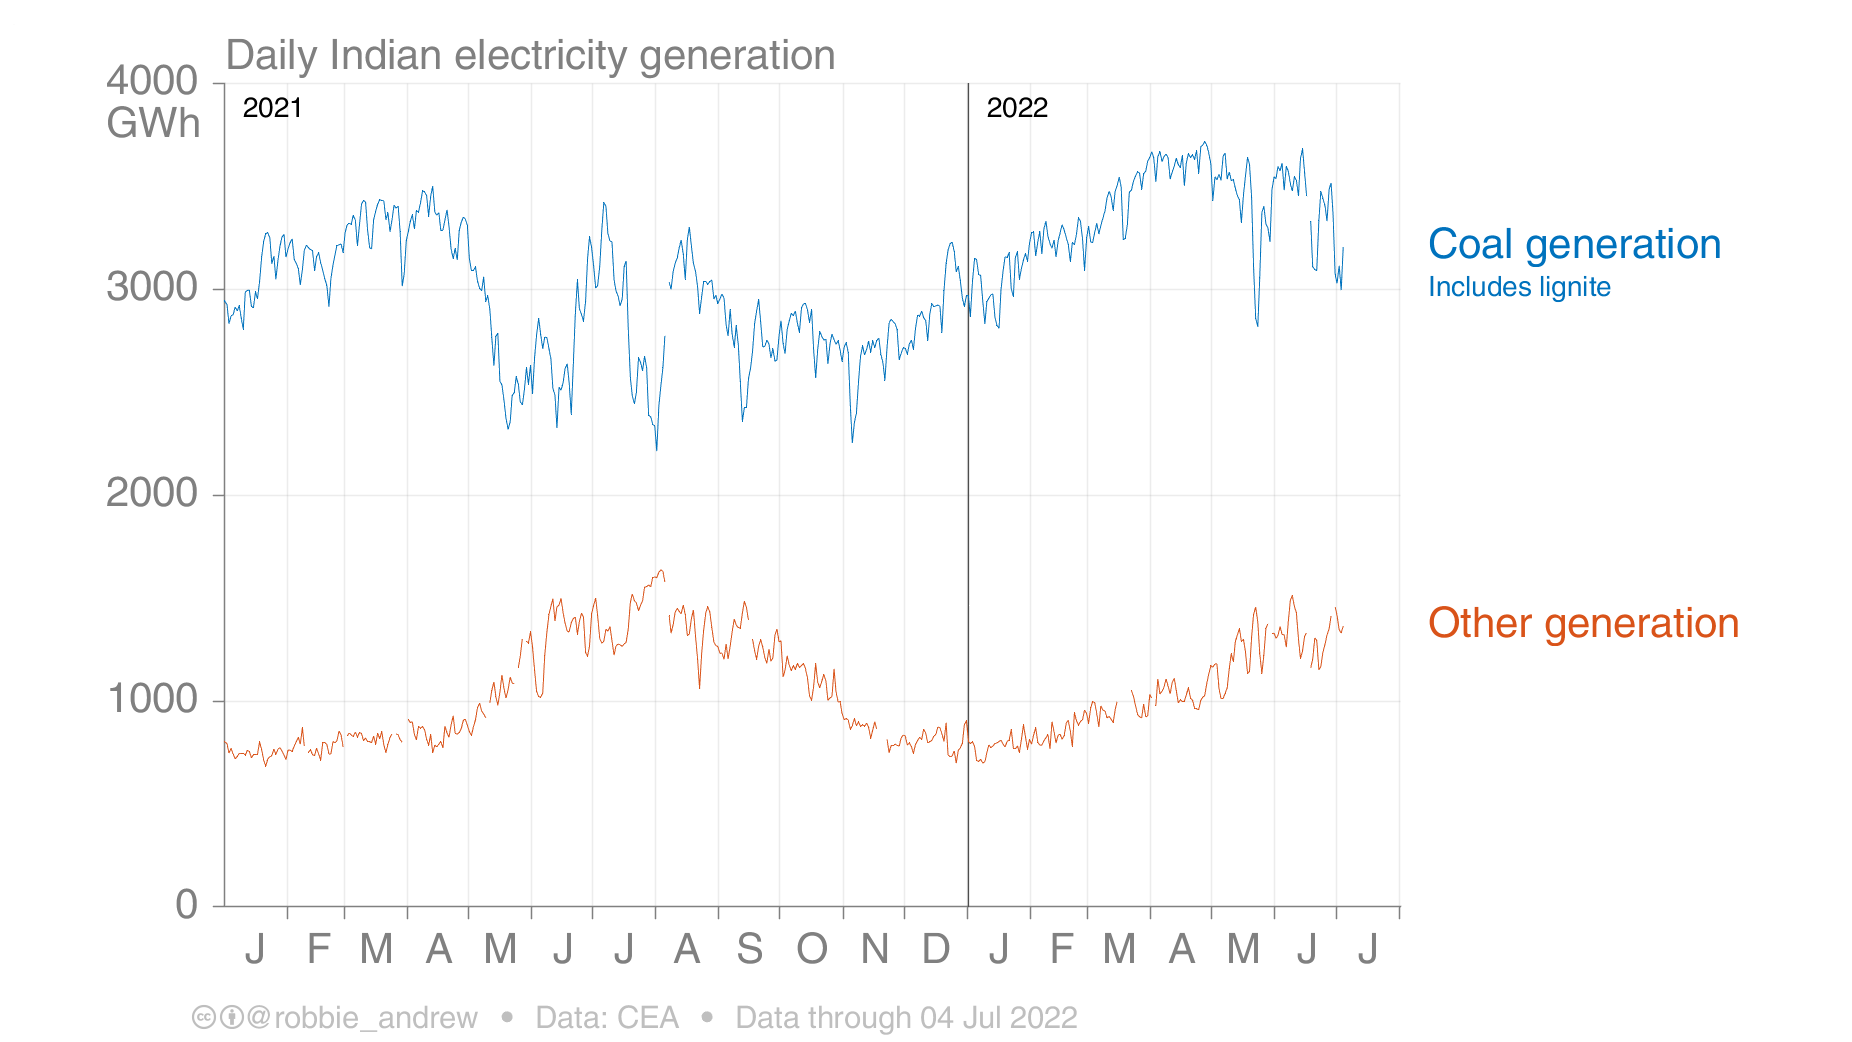 Daily Indian electricity generation
4000
GWh
2021
2022
Coal generation
Includes lignite
3000
2000
Other generation
1000
0
J F M A M J J A S O N D J F M A M J J
@robbie_andrew • Data: CEA • Data through 04 Jul 2022